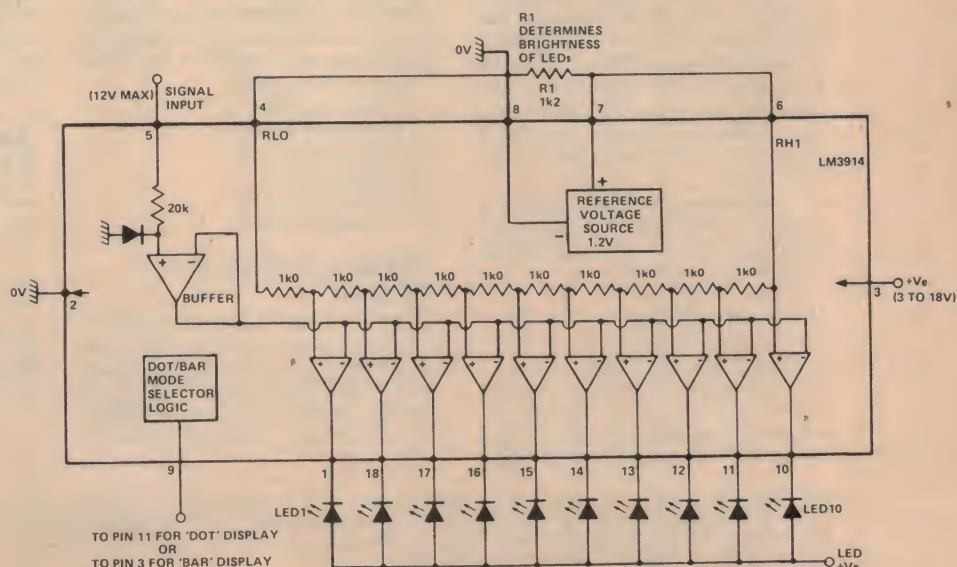 R1
DETERMINES
BRIGHTNESS
OF LEDs
0V
R1
1k2
(12V MAX)
SIGNAL
INPUT
4
8
7
6
5
RLO
RH1
LM3914
20k
REFERENCE
VOLTAGE
SOURCE
1.2V
+
−
1k0 1k0 1k0 1k0 1k0 1k0 1k0 1k0 1k0
+ −
BUFFER
0V
2
3
+Ve
(3 TO 18V)
+ − + − + − + − + − + − + − + − + − + −
DOT/BAR
MODE
SELECTOR
LOGIC
9
1 18 17 16 15 14 13 12 11 10
LED1
LED10
TO PIN 11 FOR 'DOT' DISPLAY
OR
TO PIN 3 FOR 'BAR' DISPLAY
LED
+Ve